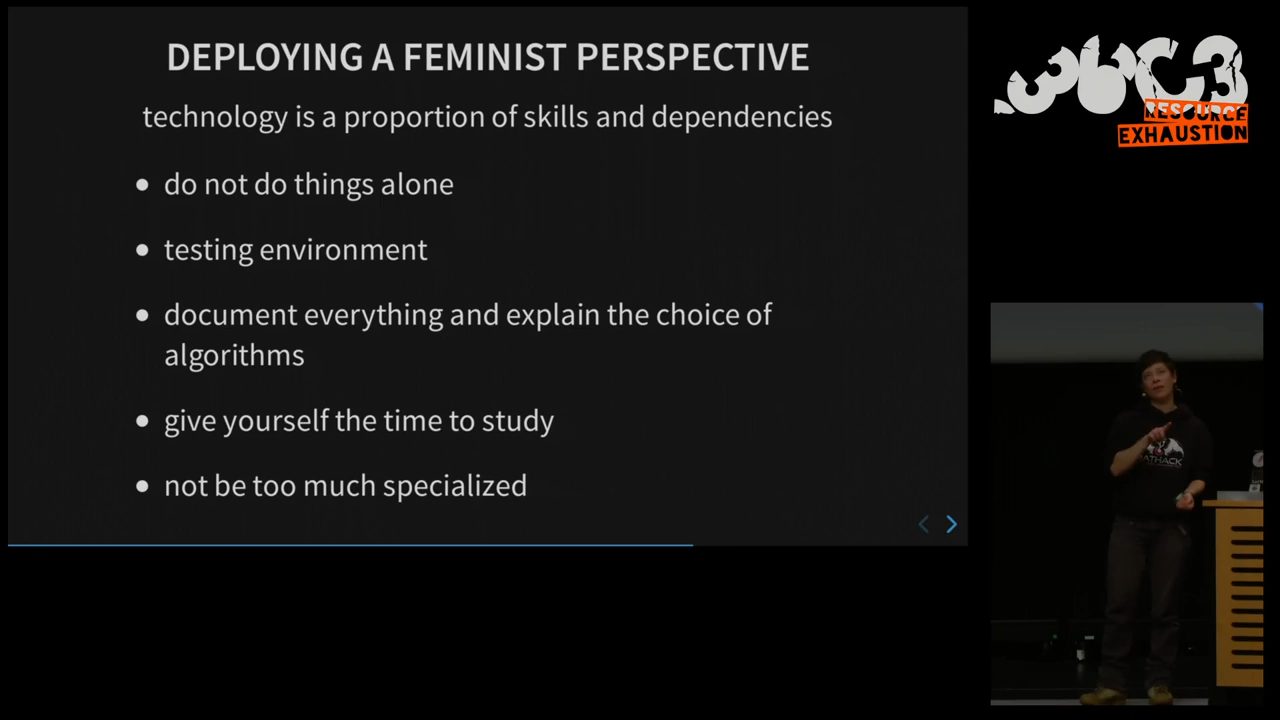 DEPLOYING A FEMINIST PERSPECTIVE
technology is a proportion of skills and dependencies
do not do things alone
testing environment
document everything and explain the choice of
algorithms
give yourself the time to study
not be too much specialized
36C3
RESOURCE
EXHAUSTION